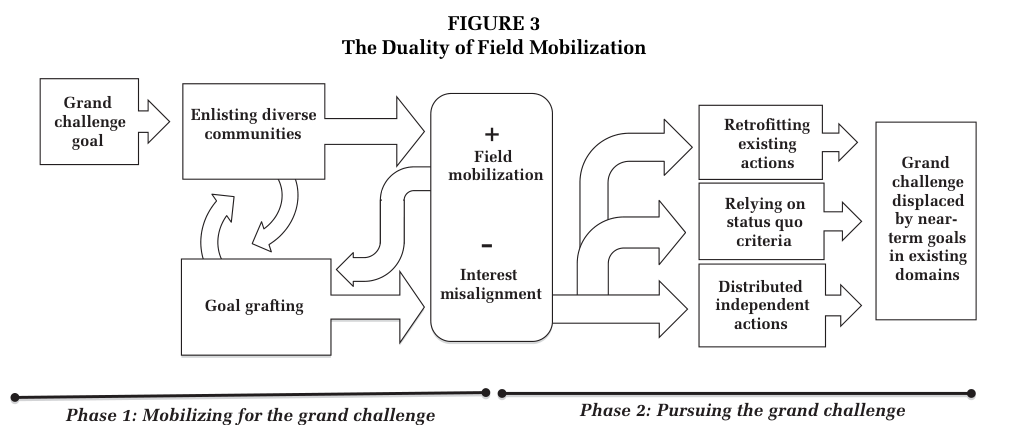 FIGURE 3
The Duality of Field Mobilization
Grand
challenge
goal
Enlisting diverse
communities
Goal grafting
+
Field
mobilization
-
Interest
misalignment
Retrofitting
existing
actions
Relying on
status quo
criteria
Distributed
independent
actions
Grand
challenge
displaced
by near-
term goals
in existing
domains
Phase 1: Mobilizing for the grand challenge
Phase 2: Pursuing the grand challenge